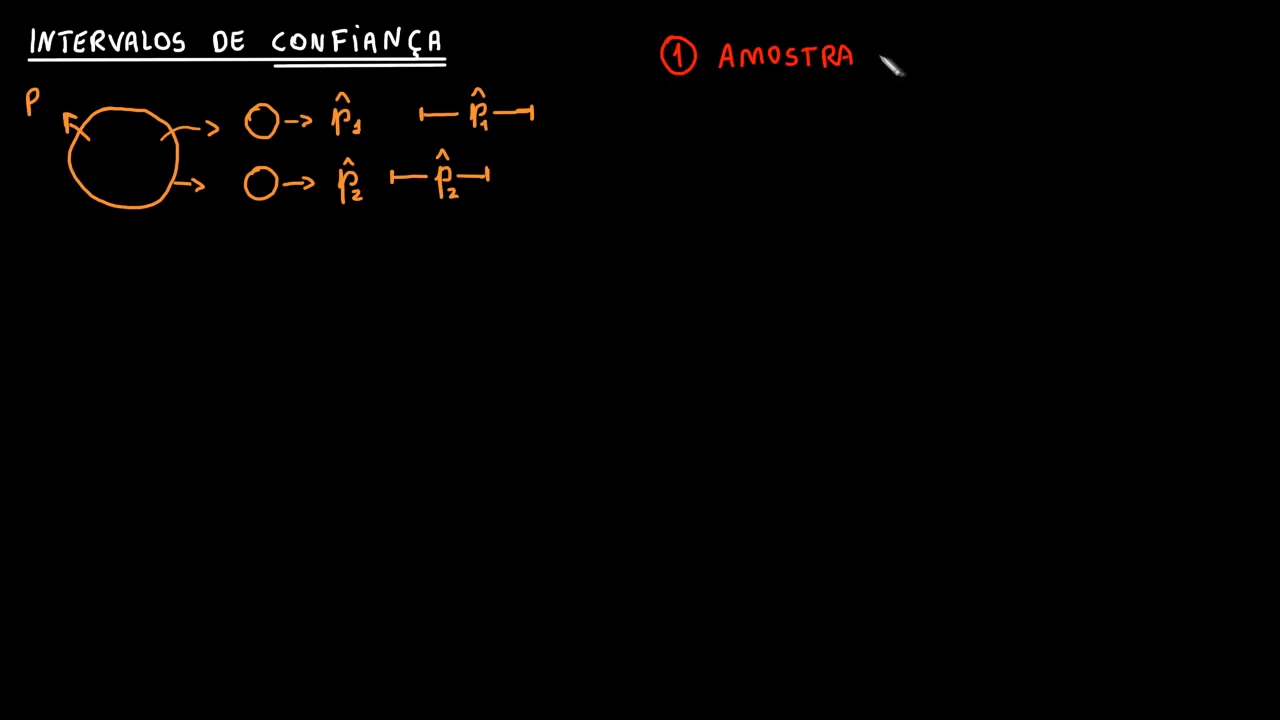 INTERVALOS DE CONFIANÇA
① AMOSTRA
P
→ p̂₁ p̂₁
→ p̂₂ p̂₂